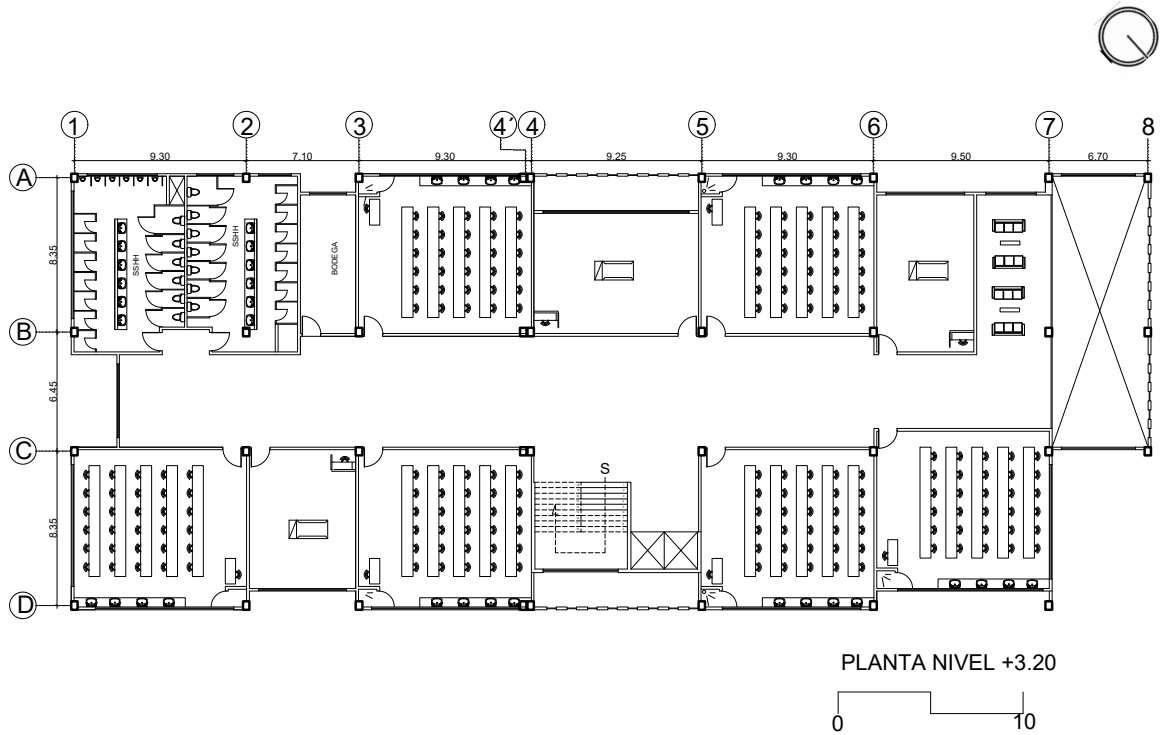 1 2 3 4´ 4 5 6 7 8
9.30 7.10 9.30 9.25 9.30 9.50 6.70
A
8.35
SSHH
SSHH
BODEGA
B
6.45
C
S
8.35
D
PLANTA NIVEL +3.20
0 10